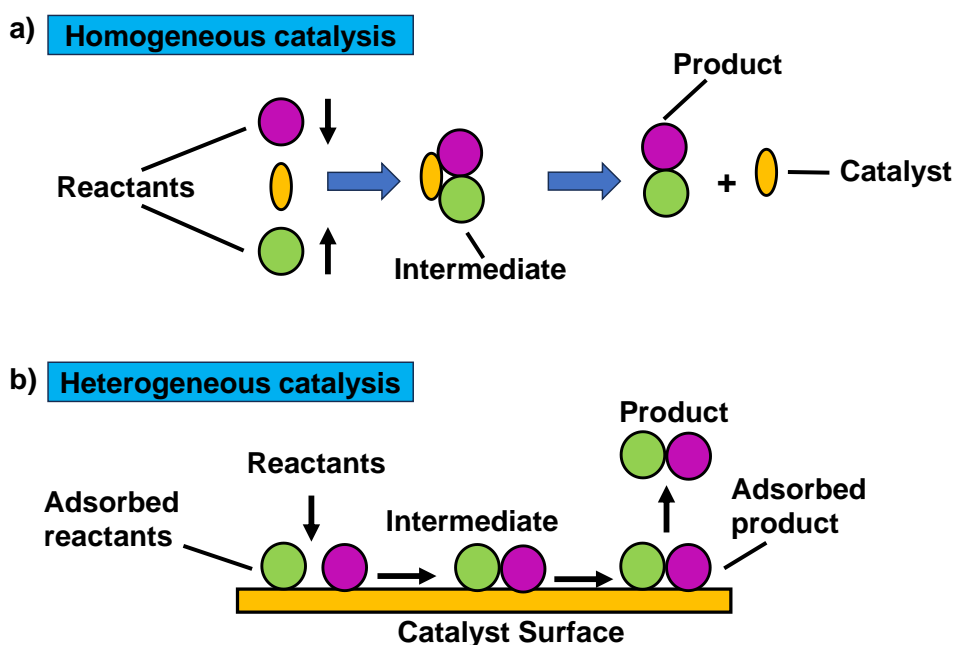 a) Homogeneous catalysis
Product
Reactants
+
Catalyst
Intermediate
b) Heterogeneous catalysis
Product
Reactants
Adsorbed
reactants
Intermediate
Adsorbed
product
Catalyst Surface